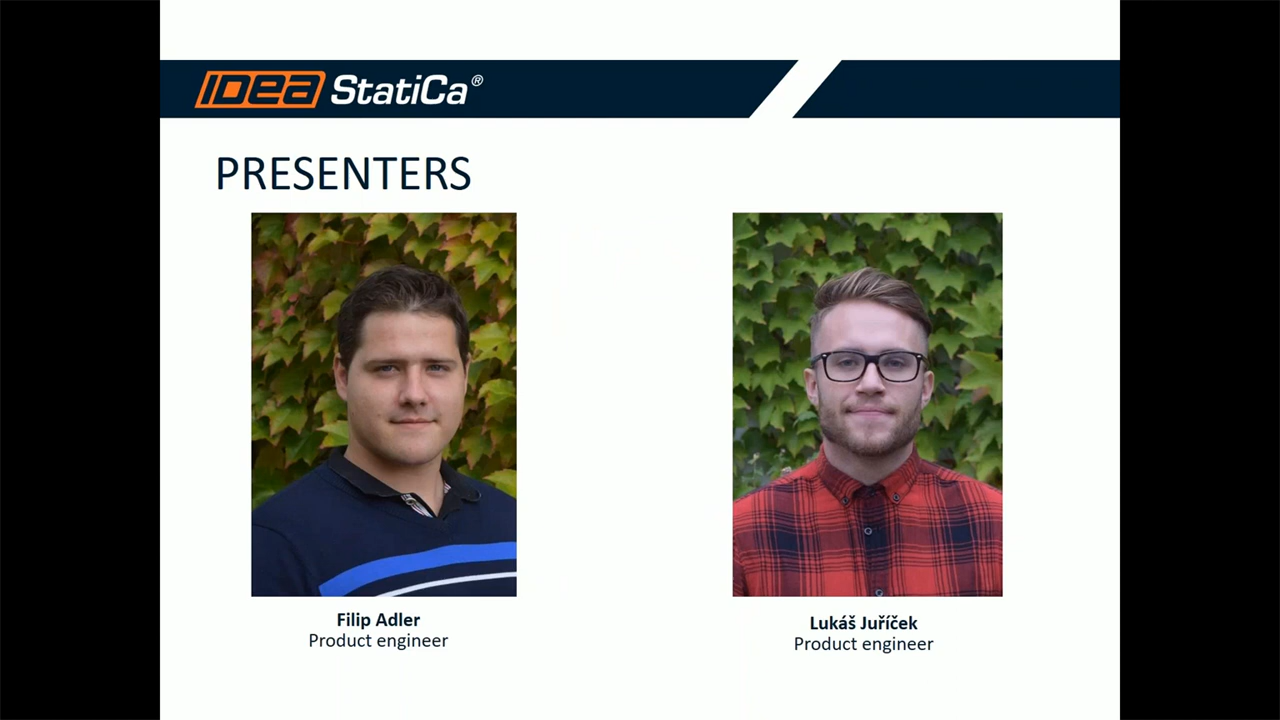 IDEA StatiCa®
PRESENTERS
Filip Adler
Product engineer
Lukáš Juříček
Product engineer